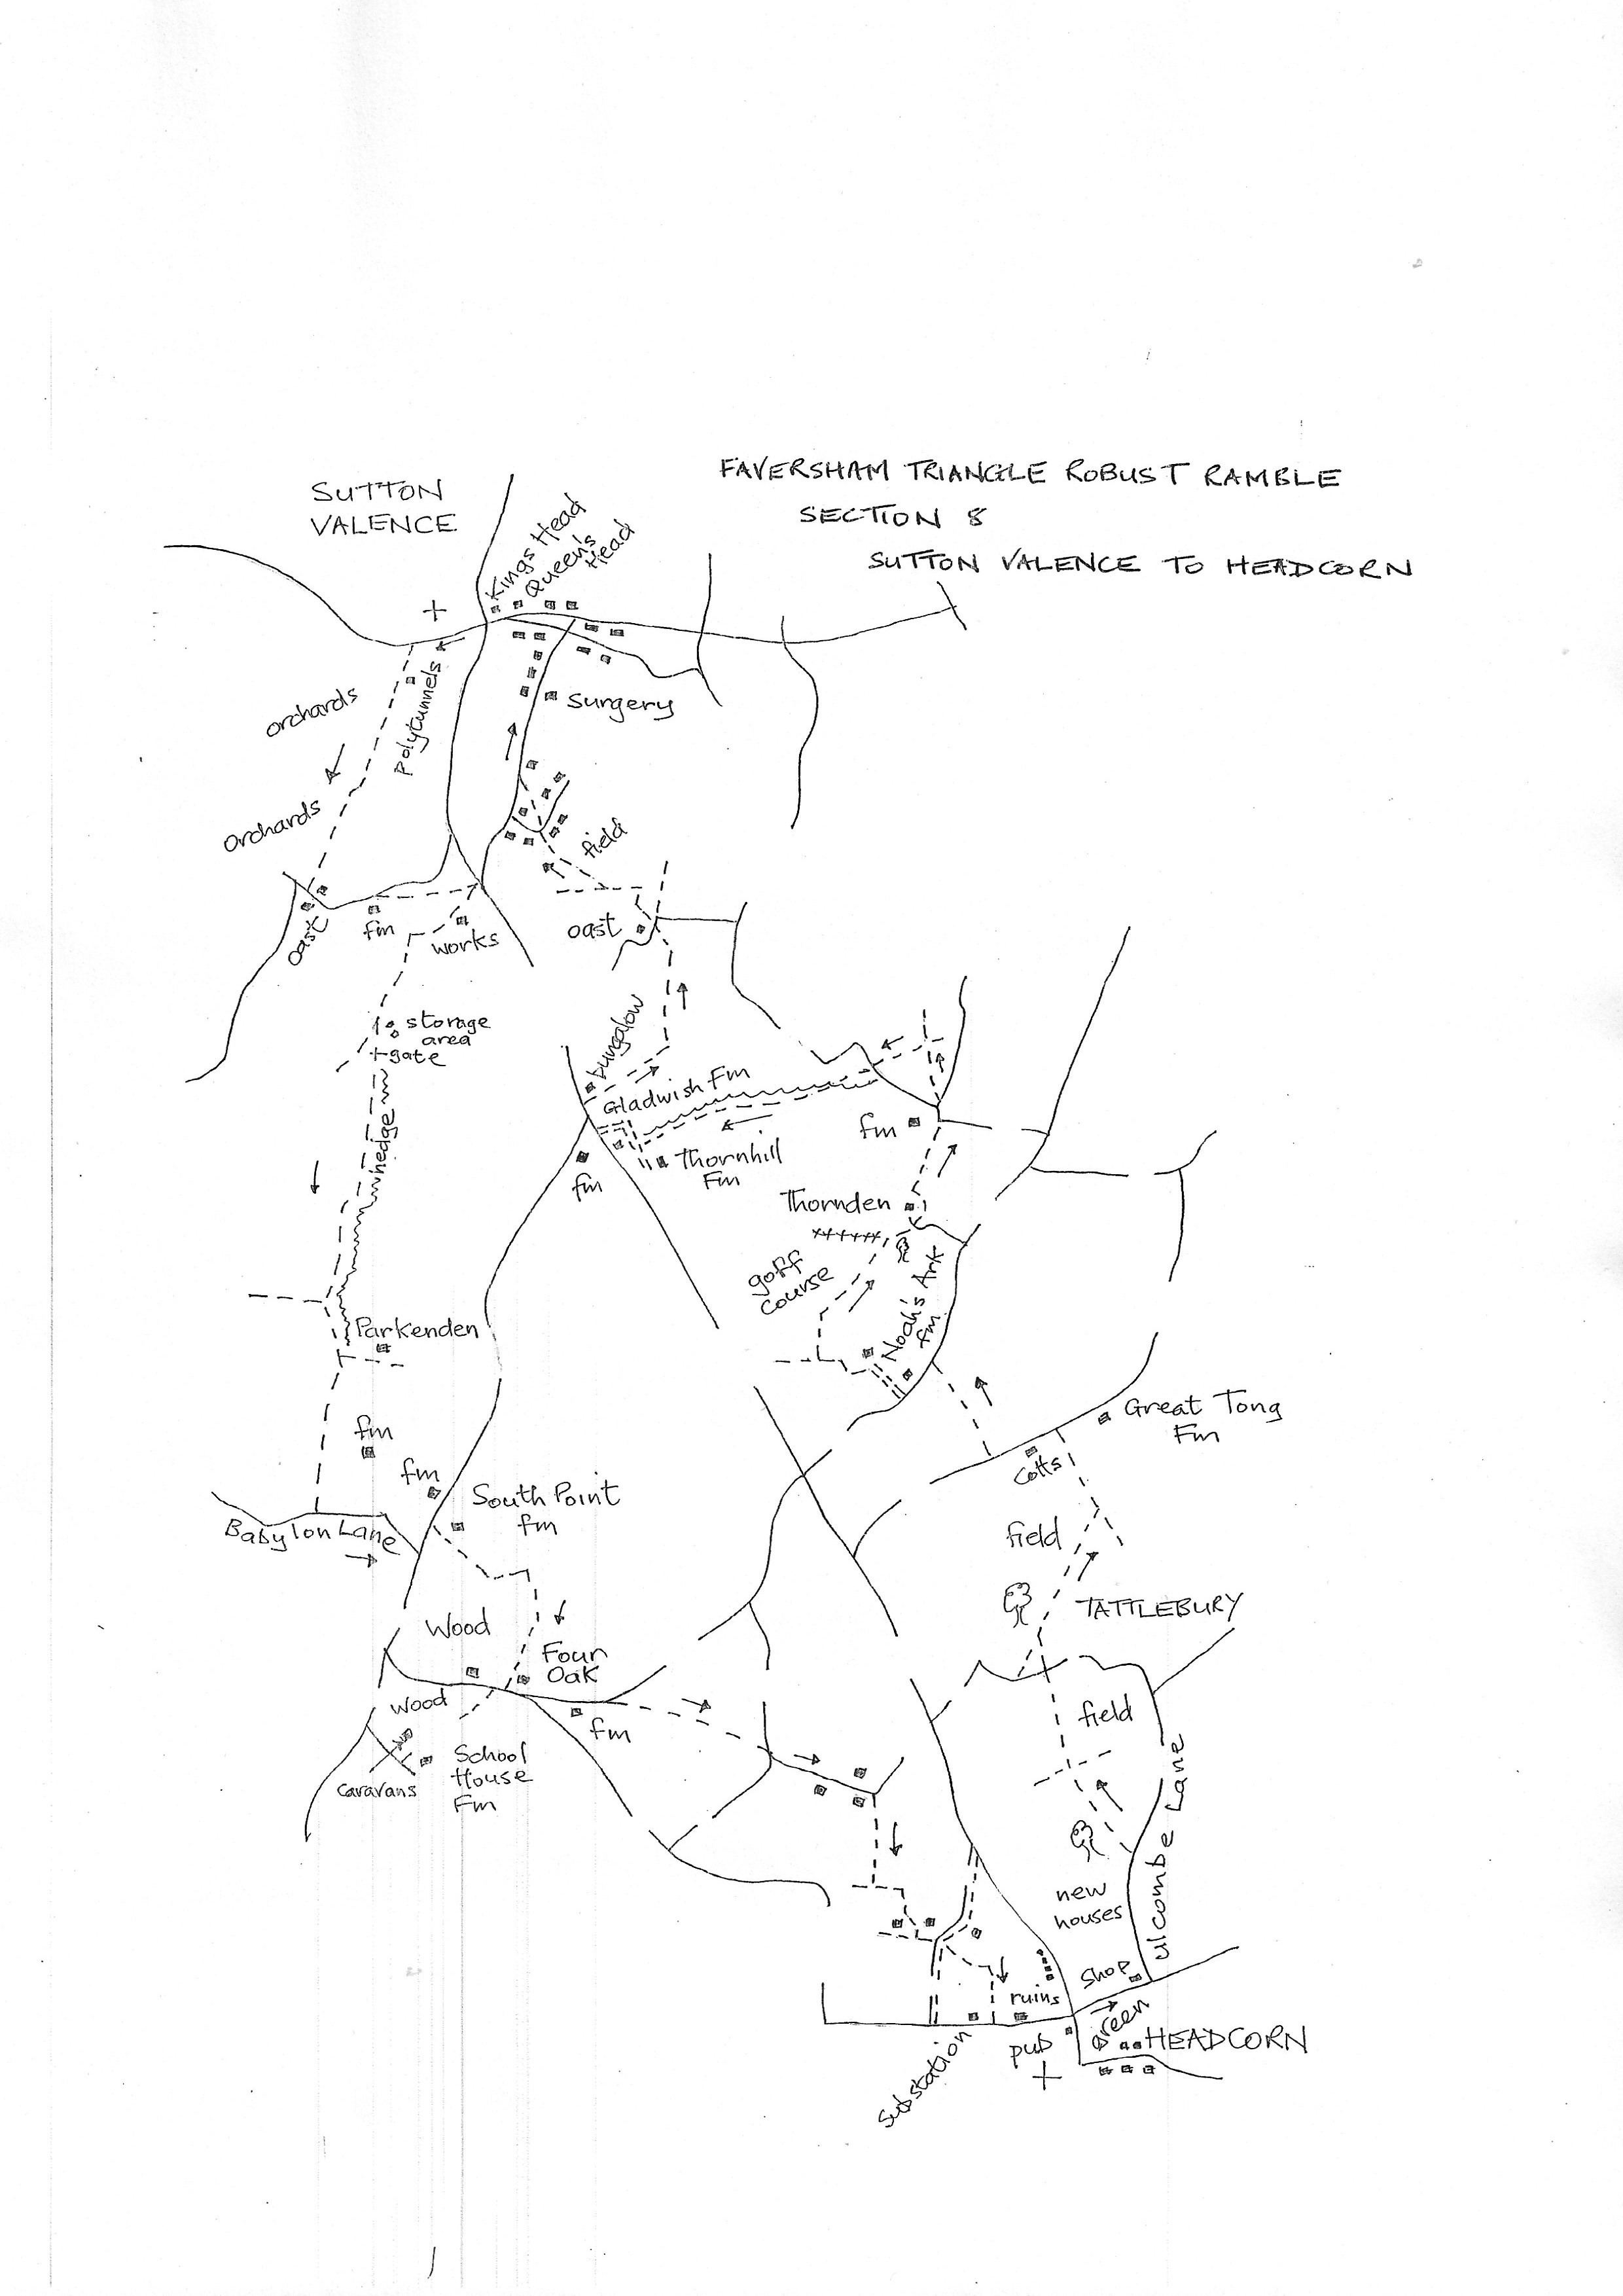 FAVERSHAM TRIANGLE ROBUST RAMBLE
SECTION 8
SUTTON VALENCE TO HEADCORN
SUTTON
VALENCE
Kings Head
Queens
Head
Polytunnels
orchards
Surgery
orchards
field
oast
fm
works
oast
storage
area
gate
bungalow
Gladwish Fm
hedge
fm
Thornhill
Fm
fm
Thornden
goff
course
Noah's Ark
fm
Parkenden
Great Tong
Fm
Cotts
fm
fm
South Point
fm
Babylon Lane
field
TATTLEBURY
Wood
Four
Oak
wood
fm
field
School
House
Fm
Caravans
Ulcombe Lane
new
houses
Shop
ruins
green
pub
HEADCORN
Substation